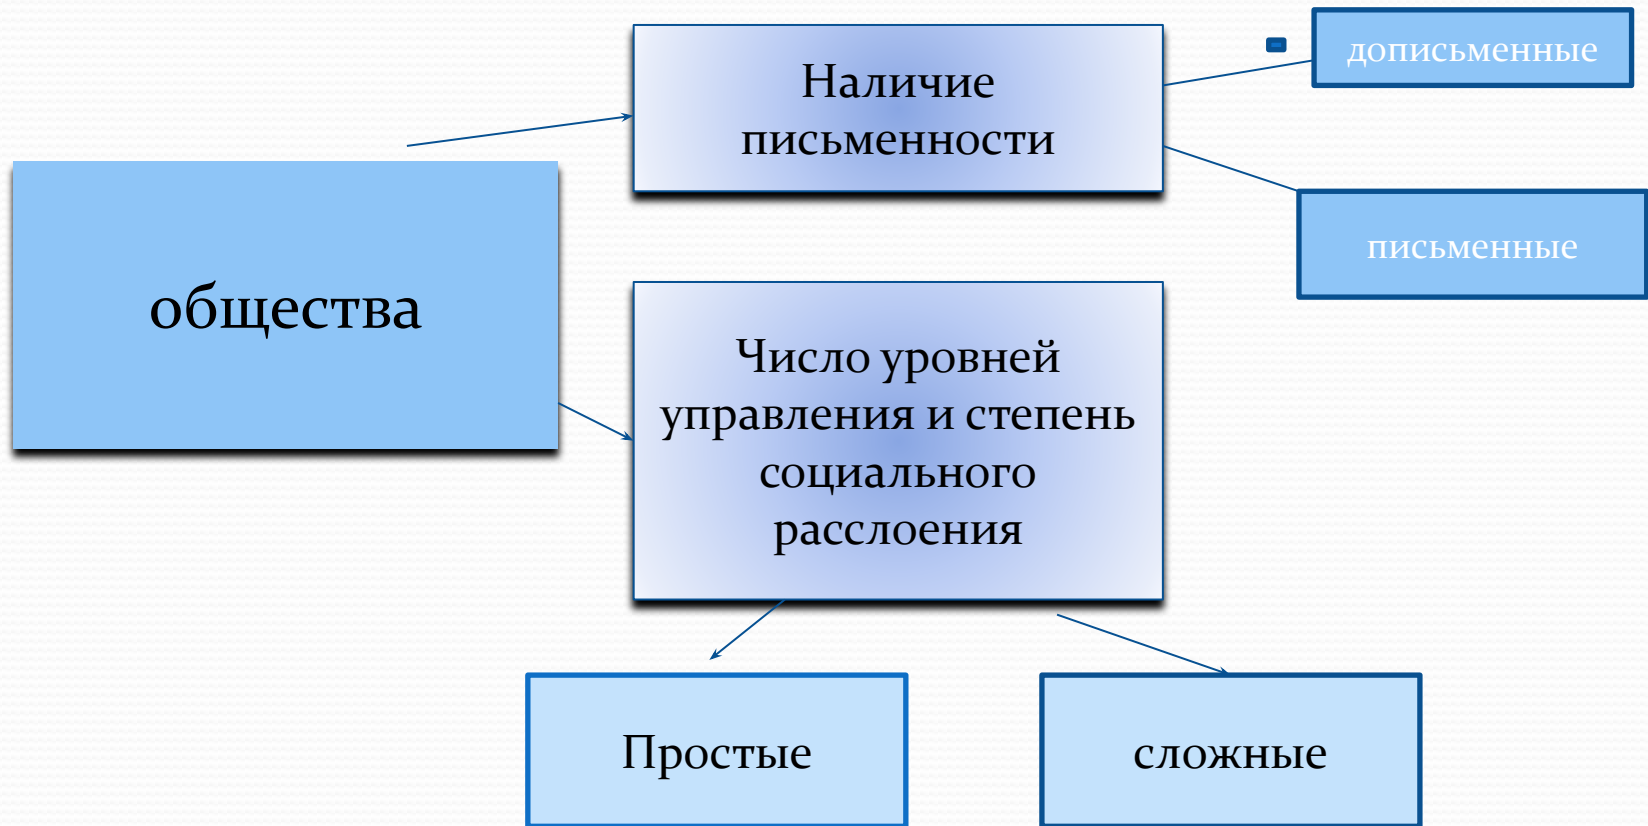 дописьменные
Наличие
письменности
письменные
общества
Число уровней
управления и степень
социального
расслоения
Простые
сложные